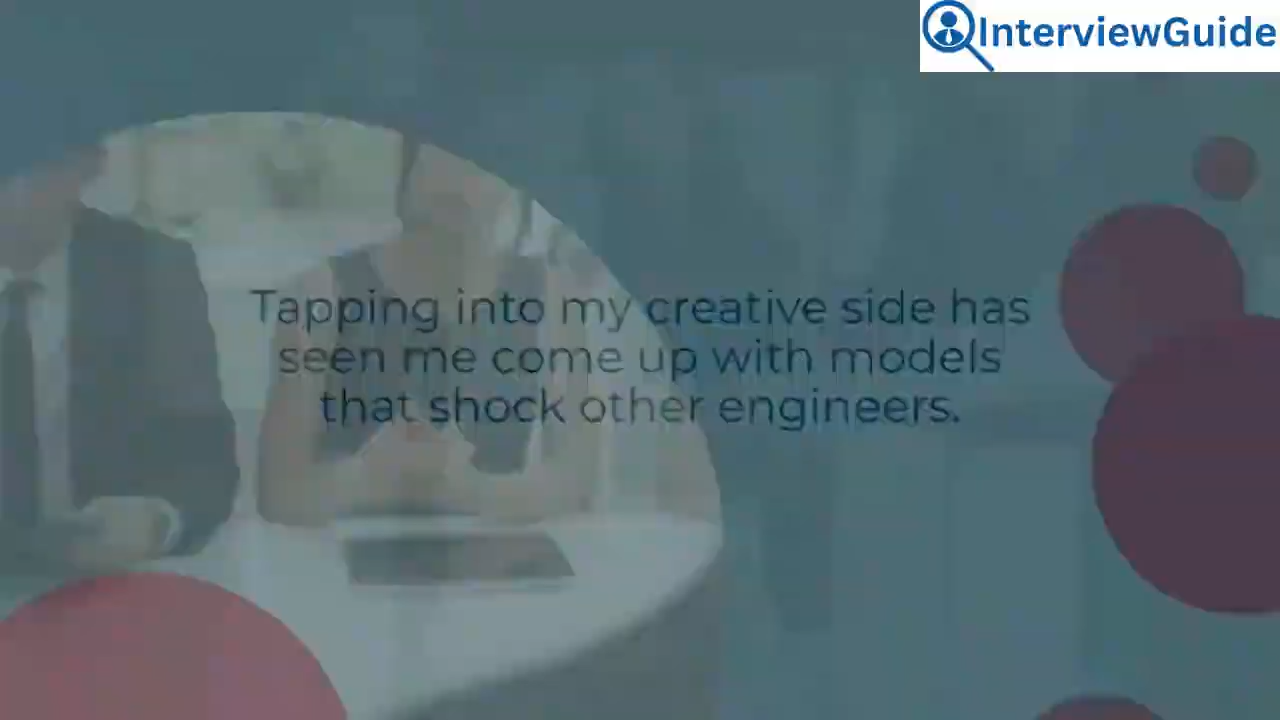 InterviewGuide
Tapping into my creative side has
seen me come up with models
that shock other engineers.